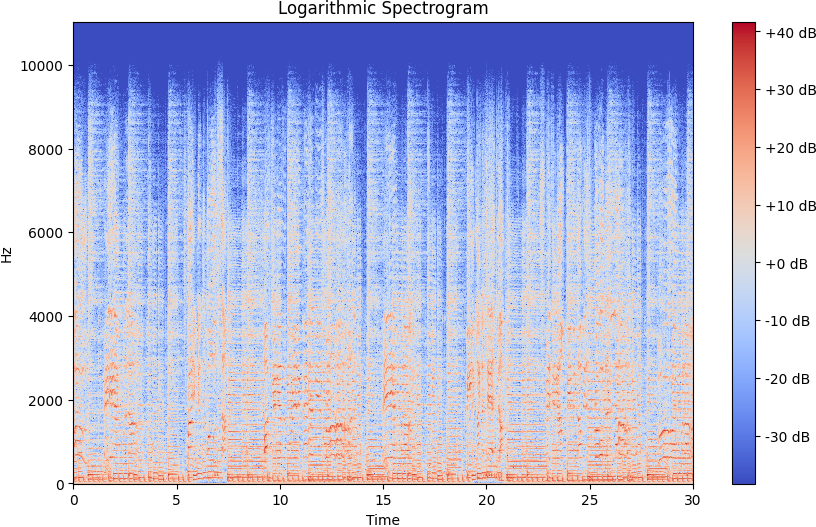 Logarithmic Spectrogram
Hz
10000
8000
6000
4000
2000
0
0 5 10 15 20 25 30
Time
+40 dB
+30 dB
+20 dB
+10 dB
+0 dB
-10 dB
-20 dB
-30 dB